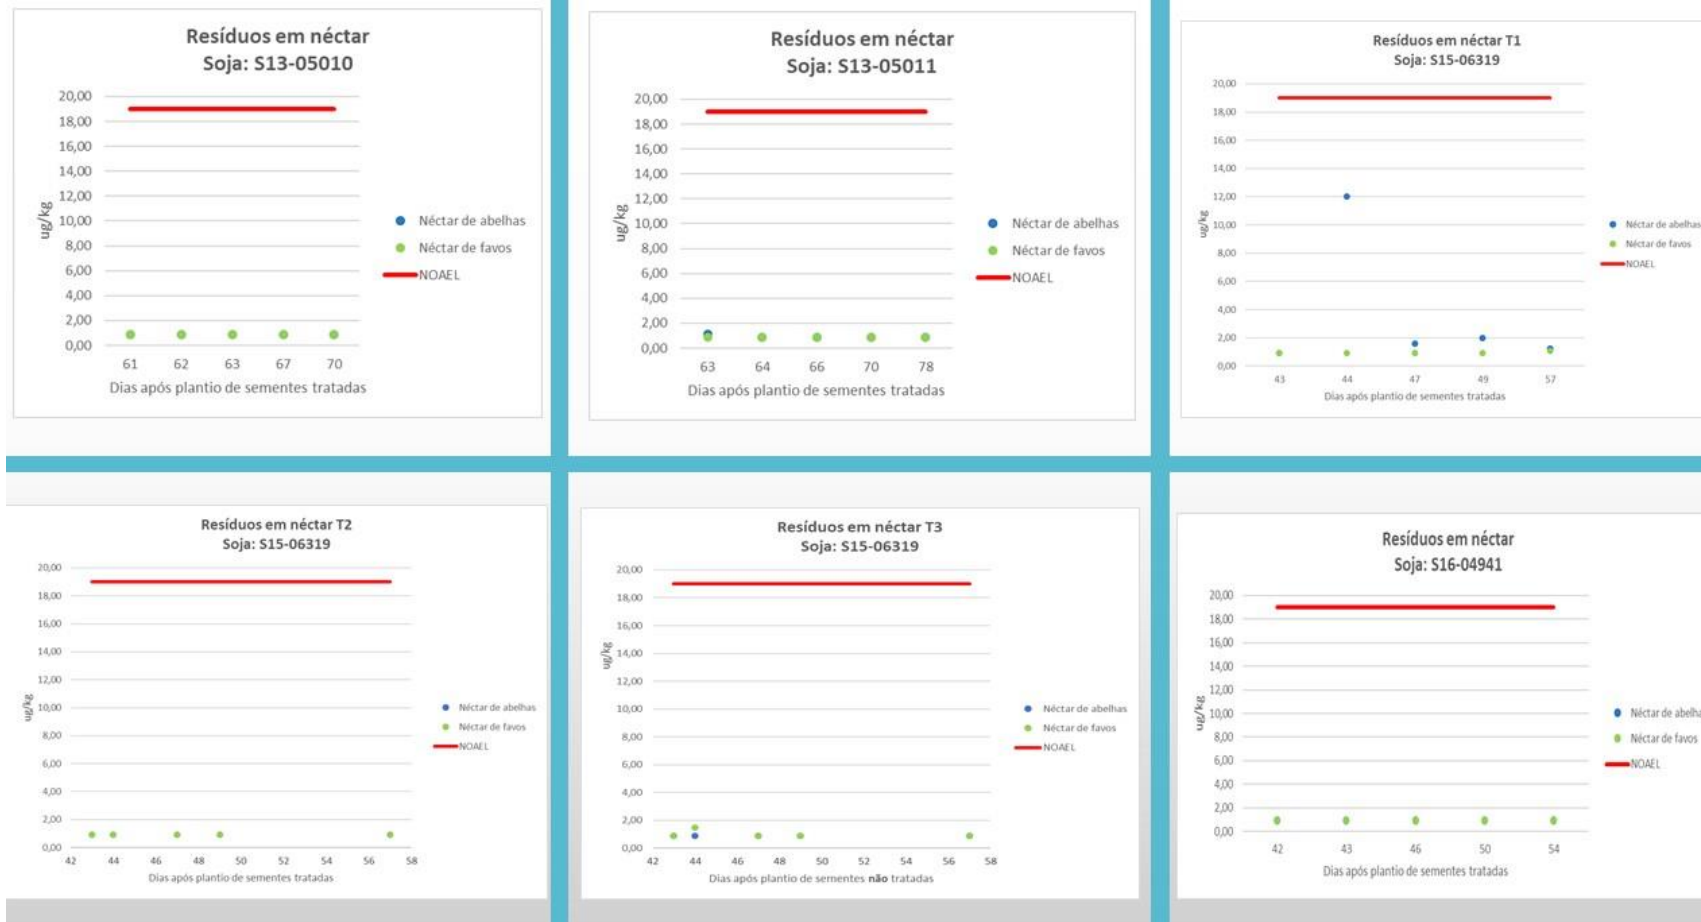 Resíduos em néctar
Soja: S13-05010
20,00
18,00
16,00
14,00
12,00
10,00
8,00
6,00
4,00
2,00
0,00
ug/kg
61 62 63 67 70
Dias após plantio de sementes tratadas
Néctar de abelhas
Néctar de favos
NOAEL
Resíduos em néctar
Soja: S13-05011
20,00
18,00
16,00
14,00
12,00
10,00
8,00
6,00
4,00
2,00
0,00
ug/kg
63 64 66 70 78
Dias após plantio de sementes tratadas
Néctar de abelhas
Néctar de favos
NOAEL
Resíduos em néctar T1
Soja: S15-06319
20,00
18,00
16,00
14,00
12,00
10,00
8,00
6,00
4,00
2,00
0,00
ug/kg
43 44 47 49 57
Dias após plantio de sementes tratadas
Néctar de abelhas
Néctar de favos
NOAEL
Resíduos em néctar T2
Soja: S15-06319
20,00
18,00
16,00
14,00
12,00
10,00
8,00
6,00
4,00
2,00
0,00
ug/kg
42 44 46 48 50 52 54 56 58
Dias após plantio de sementes tratadas
Néctar de abelhas
Néctar de favos
NOAEL
Resíduos em néctar T3
Soja: S15-06319
20,00
18,00
16,00
14,00
12,00
10,00
8,00
6,00
4,00
2,00
0,00
ug/kg
42 44 46 48 50 52 54 56 58
Dias após plantio de sementes não tratadas
Néctar de abelhas
Néctar de favos
NOAEL
Resíduos em néctar
Soja: S16-04941
20,00
18,00
16,00
14,00
12,00
10,00
8,00
6,00
4,00
2,00
0,00
ug/kg
42 43 46 50 54
Dias após plantio de sementes tratadas
Néctar de abelha
Néctar de favos
NOAEL